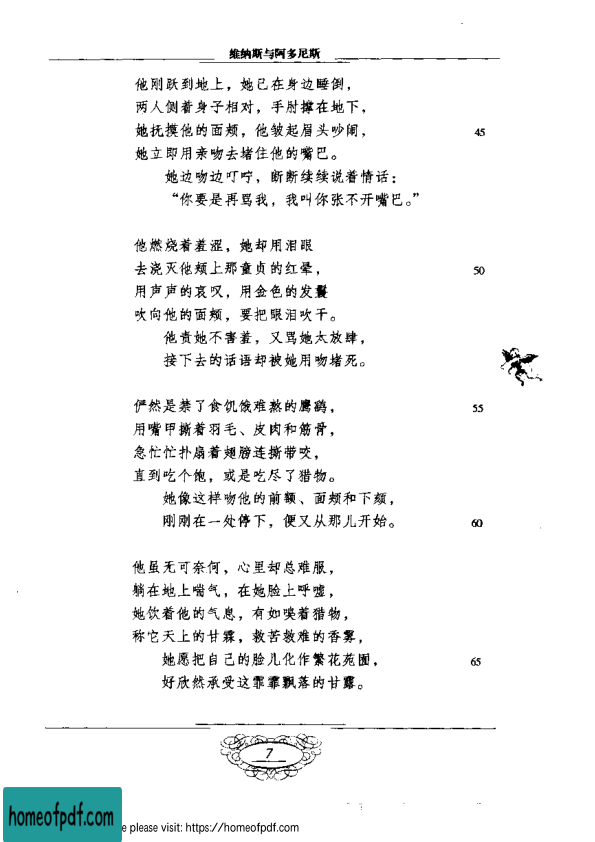 维纳斯与阿多尼斯
他刚跃到地上，她已在身边睡倒，
两人侧着身子相对，手肘撑在地下，
她抚摸他的面颊，他皱起眉头吵闹， 45
她立即用亲吻去堵住他的嘴巴。
她边吻边叮咛，断断续续说着情话：
“你要是再骂我，我叫你张不开嘴巴。”
他燃烧着羞涩，她却用泪眼
去浇灭他颊上那童贞的红晕， 50
用声声的哀叹，用金色的发鬟
吹向他的面颊，要把眼泪吹干。
他责她不害羞，又骂她太放肆，
接下去的话语却被她用吻堵死。
俨然是禁了食饥饿难熬的鹰鹞， 55
用嘴甲撕着羽毛、皮肉和筋骨，
急忙忙扑扇着翅膀连撕带咬，
直到吃个饱，或是吃尽了猎物。
她像这样吻他的前额、面颊和下颏，
刚刚在一处停下，便又从那儿开始。 60
他虽无可奈何，心里却总难服，
躺在地上喘气，在她脸上呼嘘，
她饮着他的气息，有如嗅着猎物，
称它天上的甘霖，救苦救难的香雾，
她愿把自己的脸儿化作繁花苑囿， 65
好欣然承受这霏霏飘落的甘露。
7
homeofpdf.com
e please visit: https://homeofpdf.com